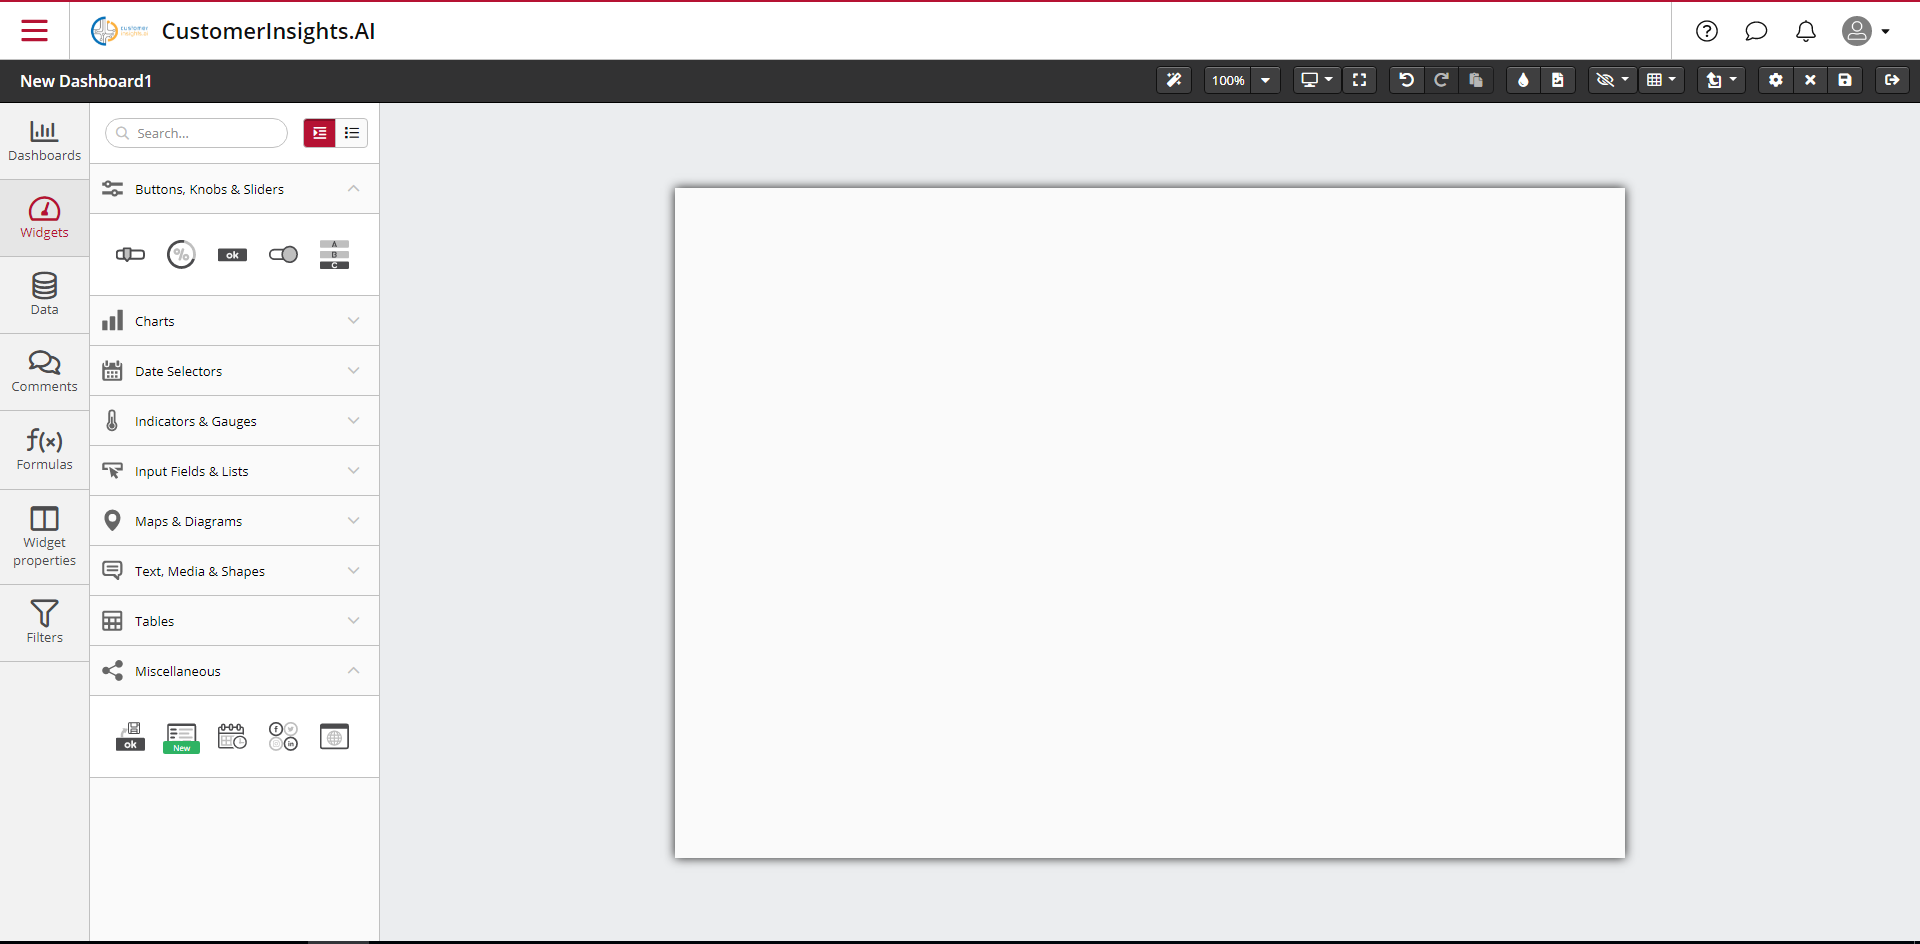 CustomerInsights.AI
New Dashboard1
100%
Dashboards
Widgets
Data
Comments
Formulas
Widget
properties
Filters
Search...
Buttons, Knobs & Sliders
%
ok
A
B
C
Charts
Date Selectors
Indicators & Gauges
Input Fields & Lists
Maps & Diagrams
Text, Media & Shapes
Tables
Miscellaneous
ok
New